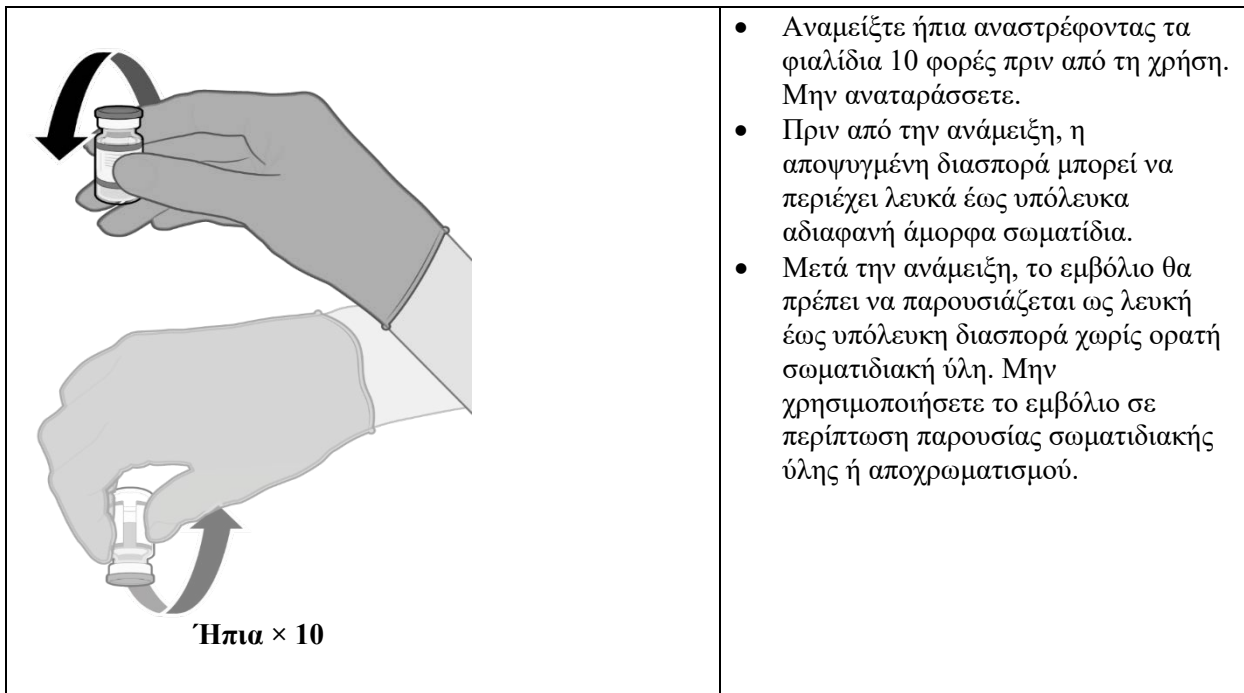 • Αναμείξτε ήπια αναστρέφοντας τα
φιαλίδια 10 φορές πριν από τη χρήση.
Μην αναταράσσετε.
• Πριν από την ανάμειξη, η
αποψυγμένη διασπορά μπορεί να
περιέχει λευκά έως υπόλευκα
αδιαφανή άμορφα σωματίδια.
• Μετά την ανάμειξη, το εμβόλιο θα
πρέπει να παρουσιάζεται ως λευκή
έως υπόλευκη διασπορά χωρίς ορατή
σωματιδιακή ύλη. Μην
χρησιμοποιήσετε το εμβόλιο σε
περίπτωση παρουσίας σωματιδιακής
ύλης ή αποχρωματισμού.
Ήπια × 10